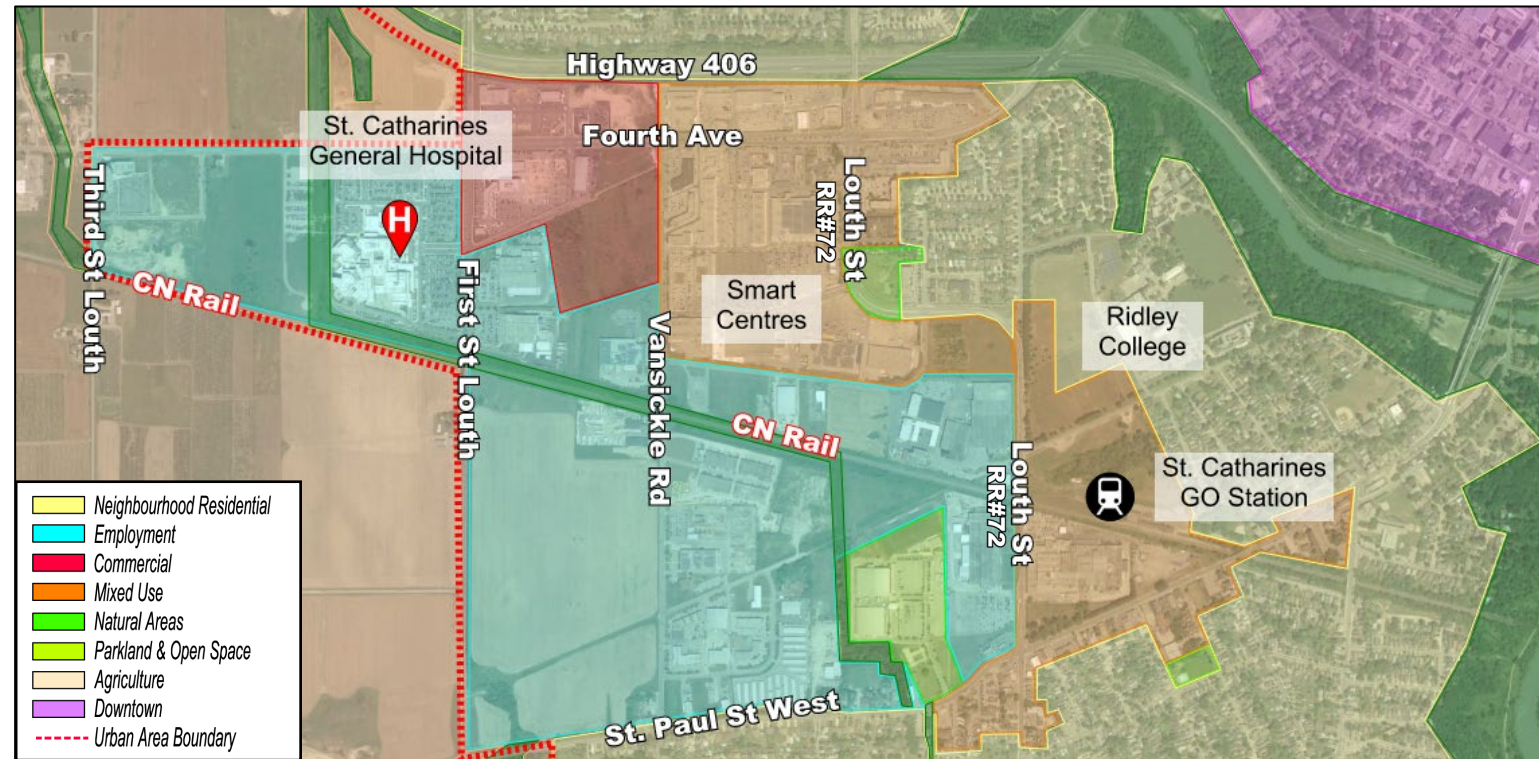 Highway 406
St. Catharines
General Hospital
Fourth Ave
Third St Louth
H
Louth St
RR#72
CN Rail
First St Louth
Smart
Centres
Ridley
College
Vansickle Rd
CN Rail
Louth St
RR#72
St. Catharines
GO Station
St. Paul St West
Neighbourhood Residential
Employment
Commercial
Mixed Use
Natural Areas
Parkland & Open Space
Agriculture
Downtown
Urban Area Boundary